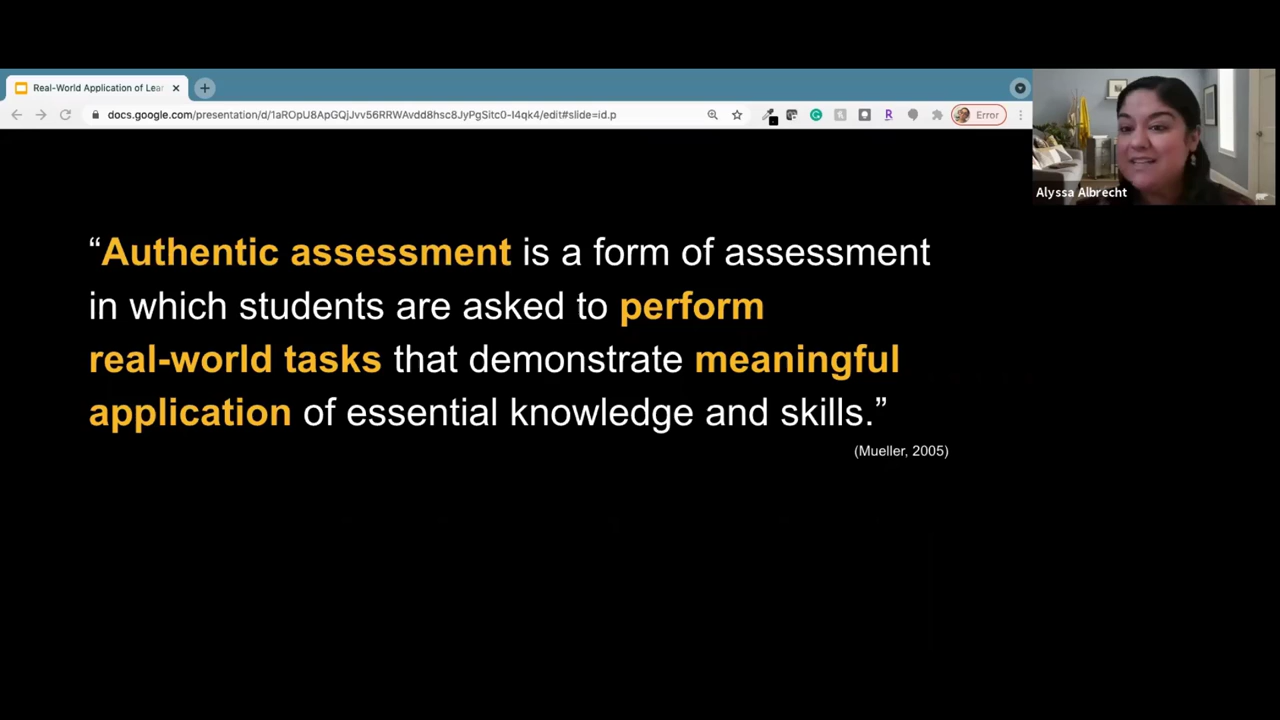 Real-World Application of Lea
docs.google.com/presentation/d/1aROpU8ApGQjJvv56RRWAvdd8hsc8JyPgSitc0-I4qk4/edit#slide=id.p
Error
Alyssa Albrecht
“Authentic assessment is a form of assessment
in which students are asked to perform
real-world tasks that demonstrate meaningful
application of essential knowledge and skills.”
(Mueller, 2005)